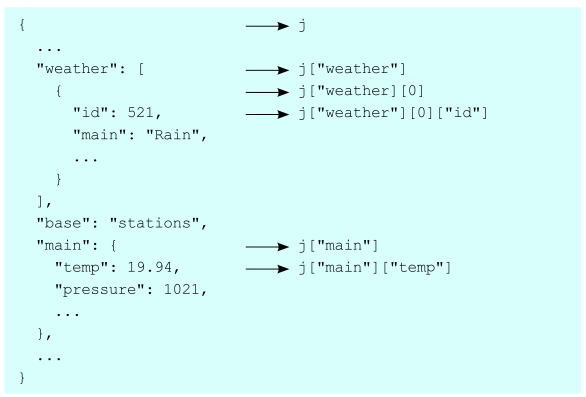 { j
...
"weather": [ j["weather"]
{ j["weather][0]
"id": 521, j["weather"][0]["id"]
"main": "Rain",
...
}
],
"base": "stations",
"main": { j["main"]
"temp": 19.94, j["main"]["temp"]
"pressure": 1021,
...
},
...
}